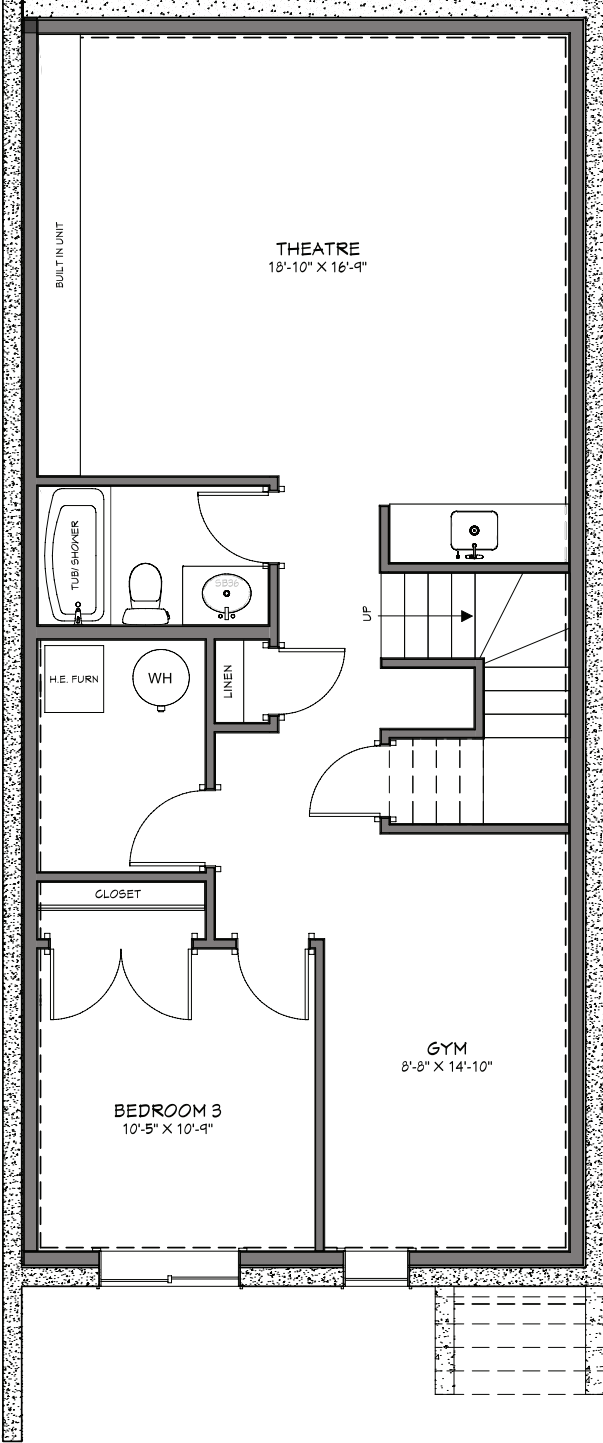 BUILT IN UNIT
THEATRE
18'-10" X 16'-9"
TUB/ SHOWER
SB36
UP
H.E. FURN
WH
LINEN
CLOSET
GYM
8'-8" X 14'-10"
BEDROOM 3
10'-5" X 10'-9"